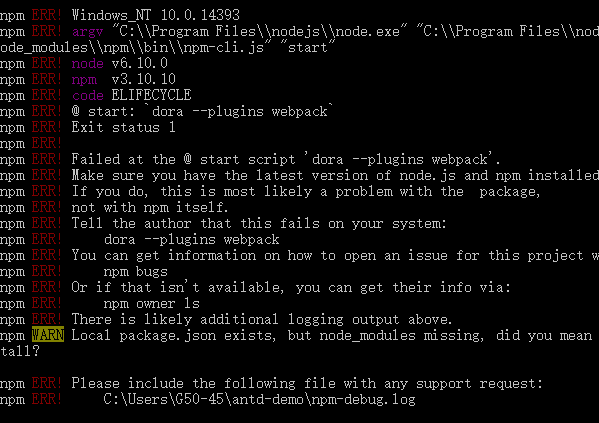 npm ERR! Windows_NT 10.0.14393
npm ERR! argv "C:\\Program Files\\nodejs\\node.exe" "C:\\Program Files\\nod
ode_modules\\npm\\bin\\npm-cli.js" "start"
npm ERR! node v6.10.0
npm ERR! npm  v3.10.10
npm ERR! code ELIFECYCLE
npm ERR! @ start: `dora --plugins webpack`
npm ERR! Exit status 1
npm ERR!
npm ERR! Failed at the @ start script 'dora --plugins webpack'.
npm ERR! Make sure you have the latest version of node.js and npm installed
npm ERR! If you do, this is most likely a problem with the  package,
npm ERR! not with npm itself.
npm ERR! Tell the author that this fails on your system:
npm ERR!     dora --plugins webpack
npm ERR! You can get information on how to open an issue for this project w
npm ERR!     npm bugs
npm ERR! Or if that isn't available, you can get their info via:
npm ERR!     npm owner ls
npm ERR! There is likely additional logging output above.
npm WARN Local package.json exists, but node_modules missing, did you mean
tall?
npm ERR! Please include the following file with any support request:
npm ERR!     C:\Users\G50-45\antd-demo\npm-debug.log